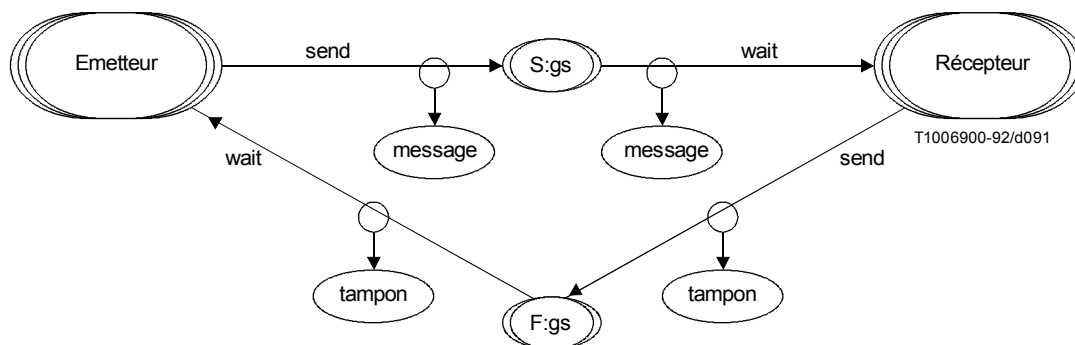 send
wait
Emetteur
S:gs
Récepteur
T1006900-92/d091
message
message
wait
send
tampon
tampon
F:gs